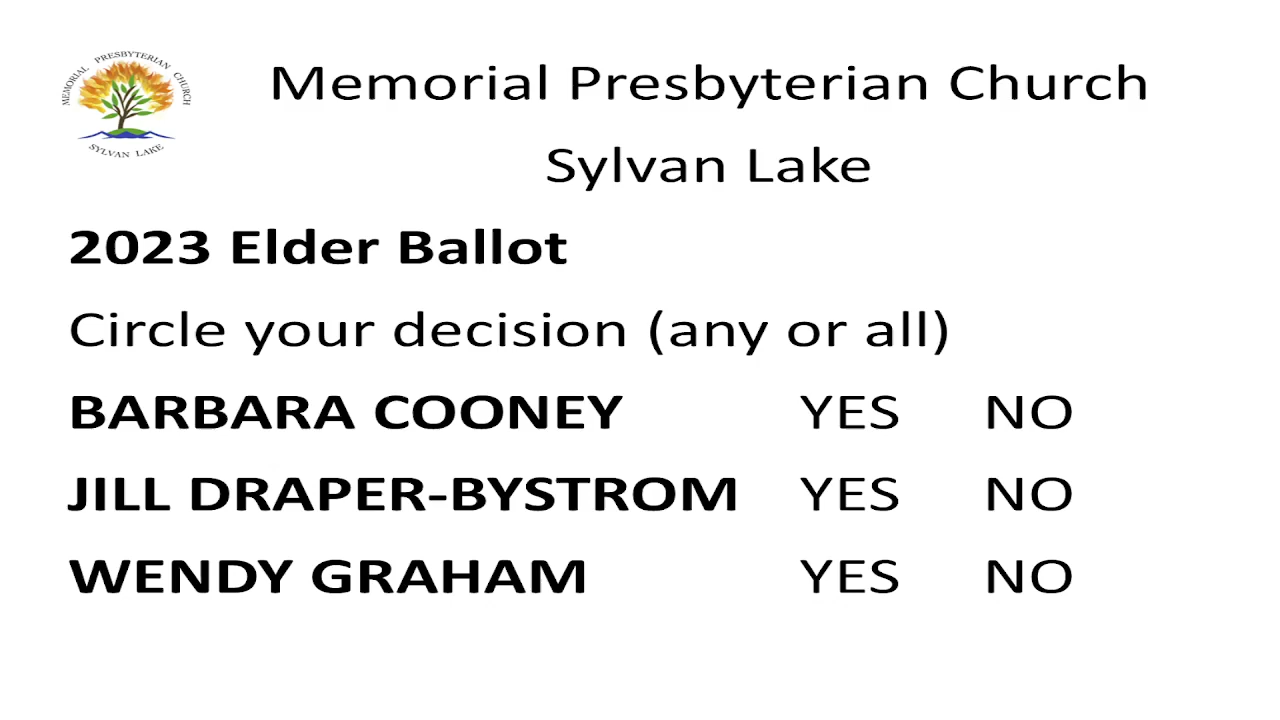 MEMORIAL PRESBYTERIAN CHURCH
SYLVAN LAKE
Memorial Presbyterian Church
Sylvan Lake
2023 Elder Ballot
Circle your decision (any or all)
BARBARA COONEY YES NO
JILL DRAPER-BYSTROM YES NO
WENDY GRAHAM YES NO